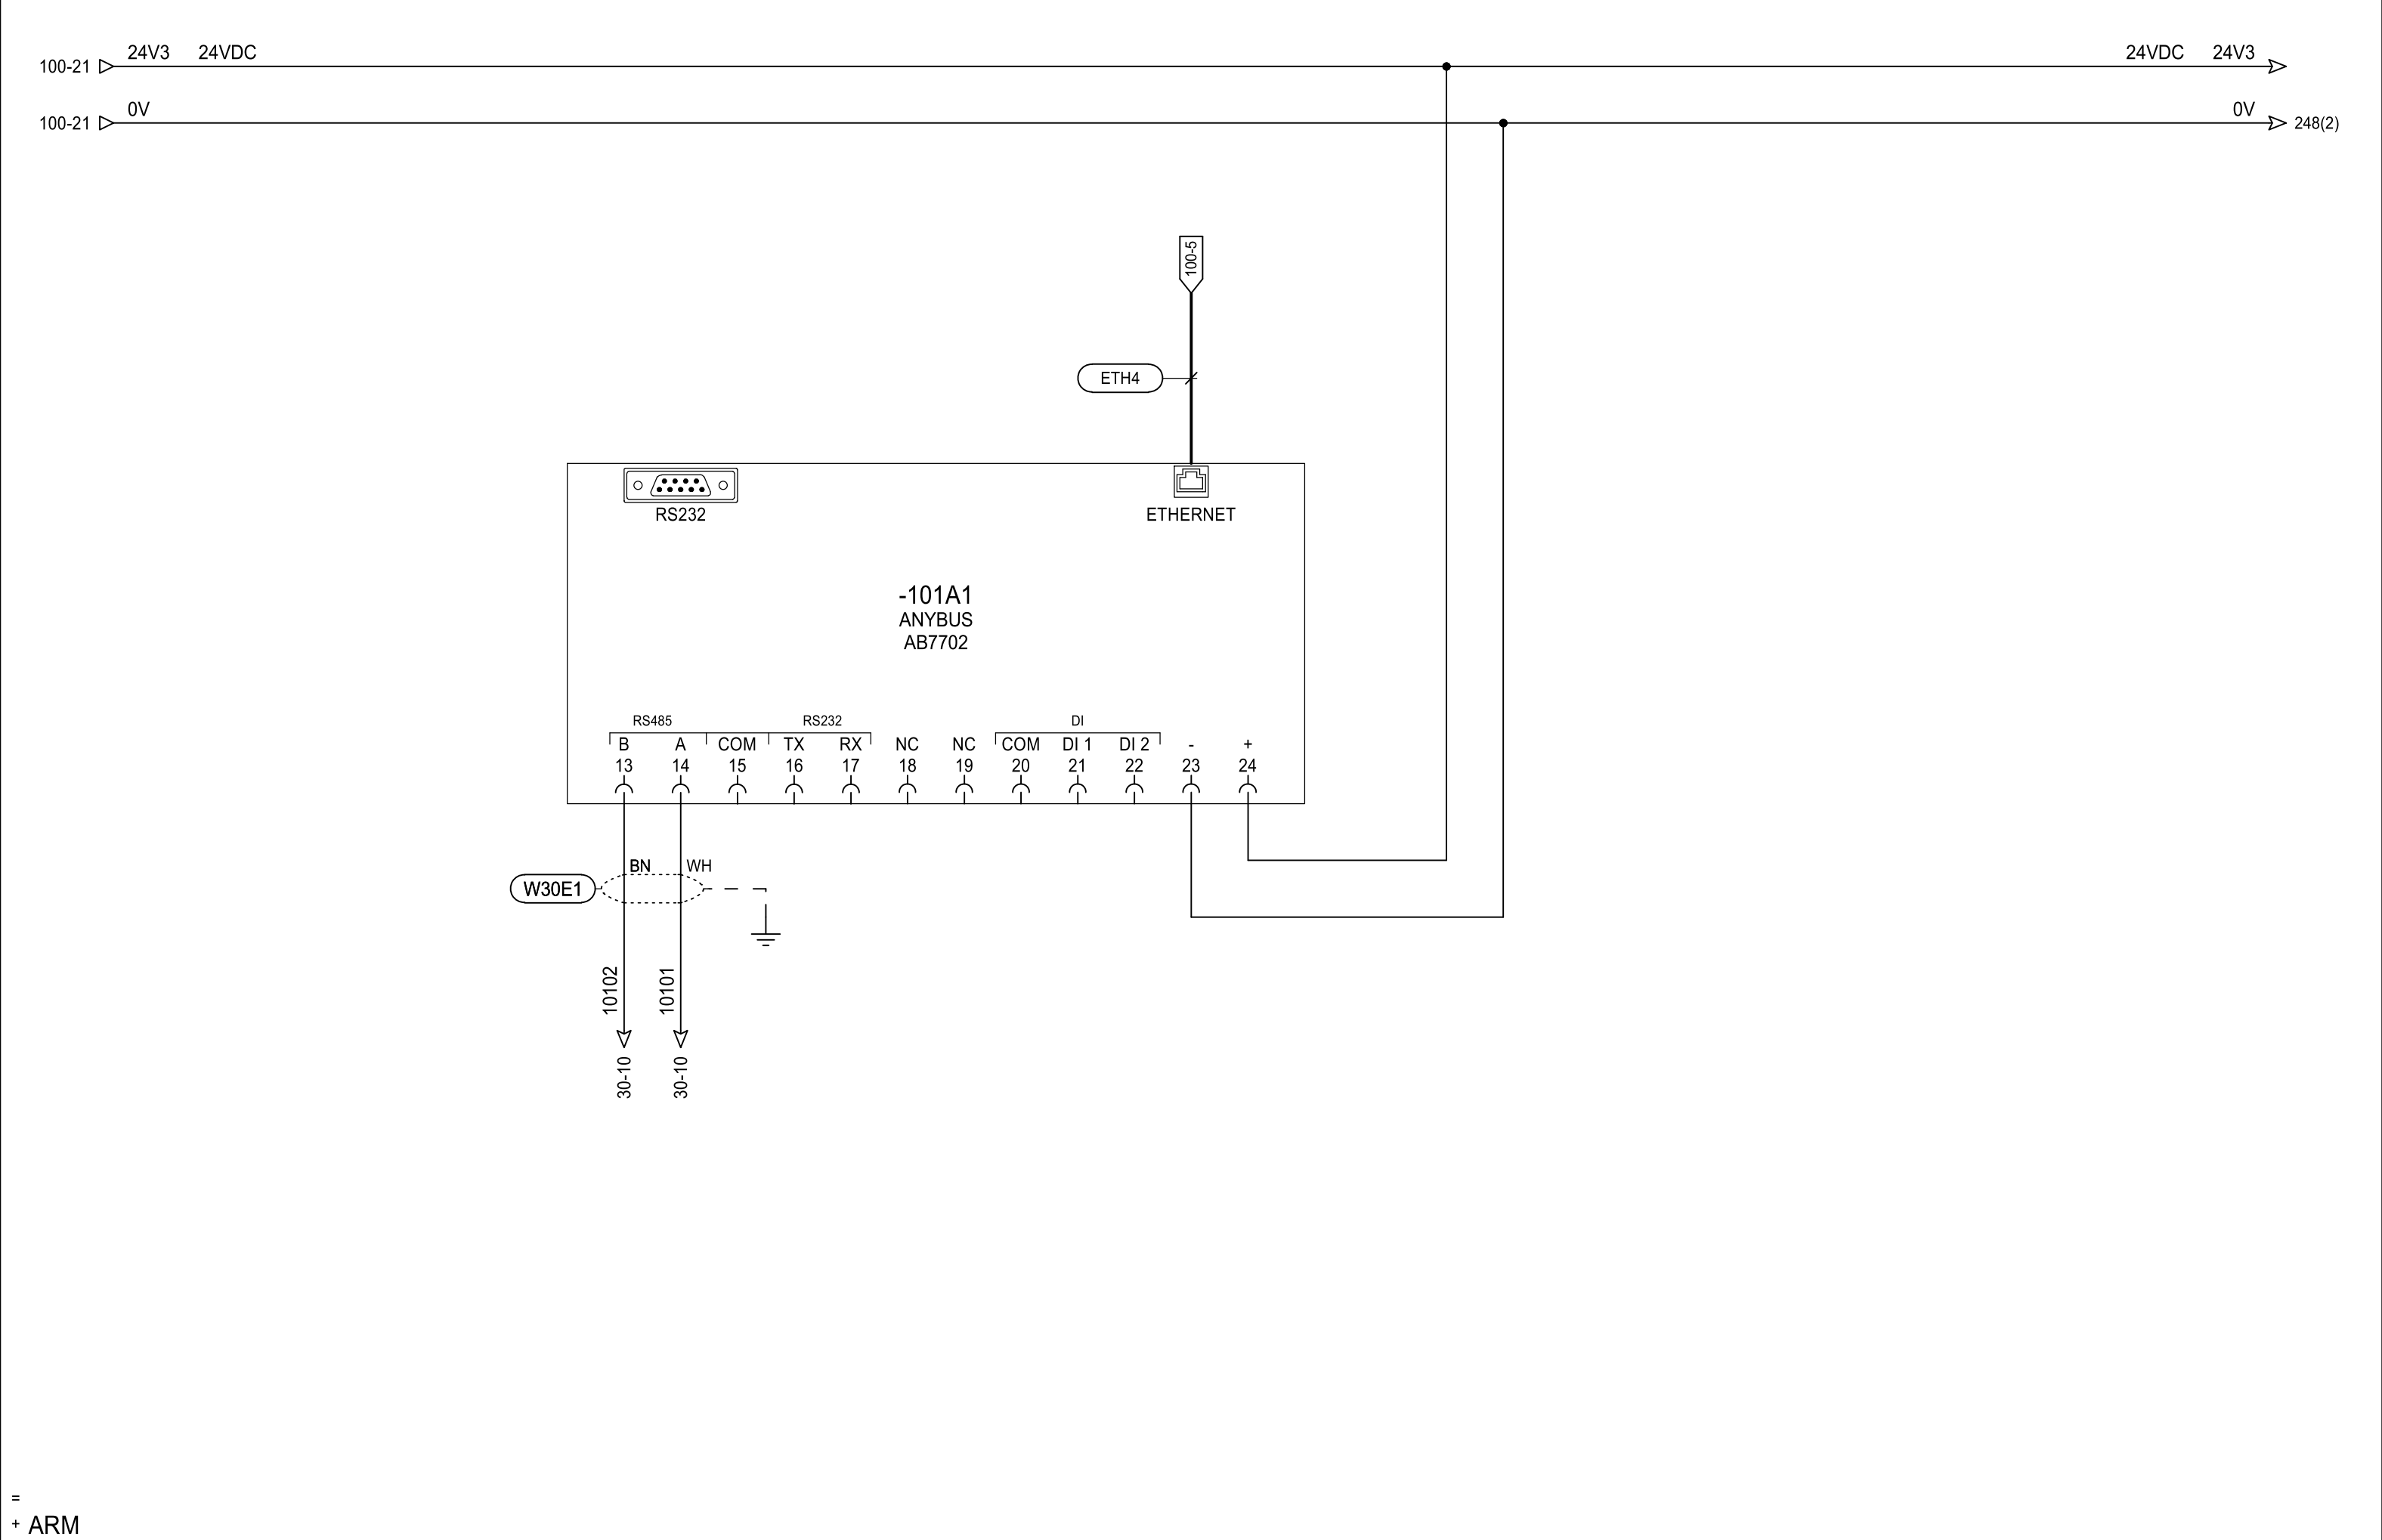 100-21 24V3 24VDC 24VDC 24V3
100-21 0V 0V 248(2)
100-5
ETH4
RS232 ETHERNET
-101A1
ANYBUS
AB7702
RS485 RS232 DI
B A COM TX RX NC NC COM DI 1 DI 2 - +
13 14 15 16 17 18 19 20 21 22 23 24
BN WH
W30E1
10102 10101
30-10 30-10
=
+ ARM